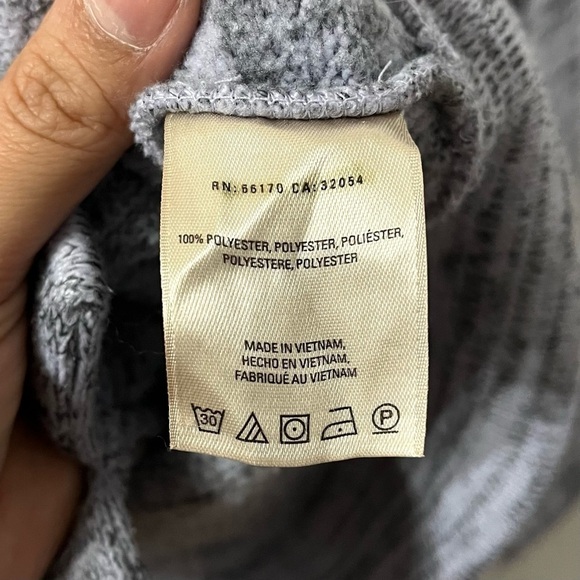 RN: 66170 CA: 32054
100% POLYESTER, POLYESTER, POLIÉSTER,
POLYESTERE, POLYESTER
MADE IN VIETNAM,
HECHO EN VIETNAM,
FABRIQUÉ AU VIETNAM
30 P